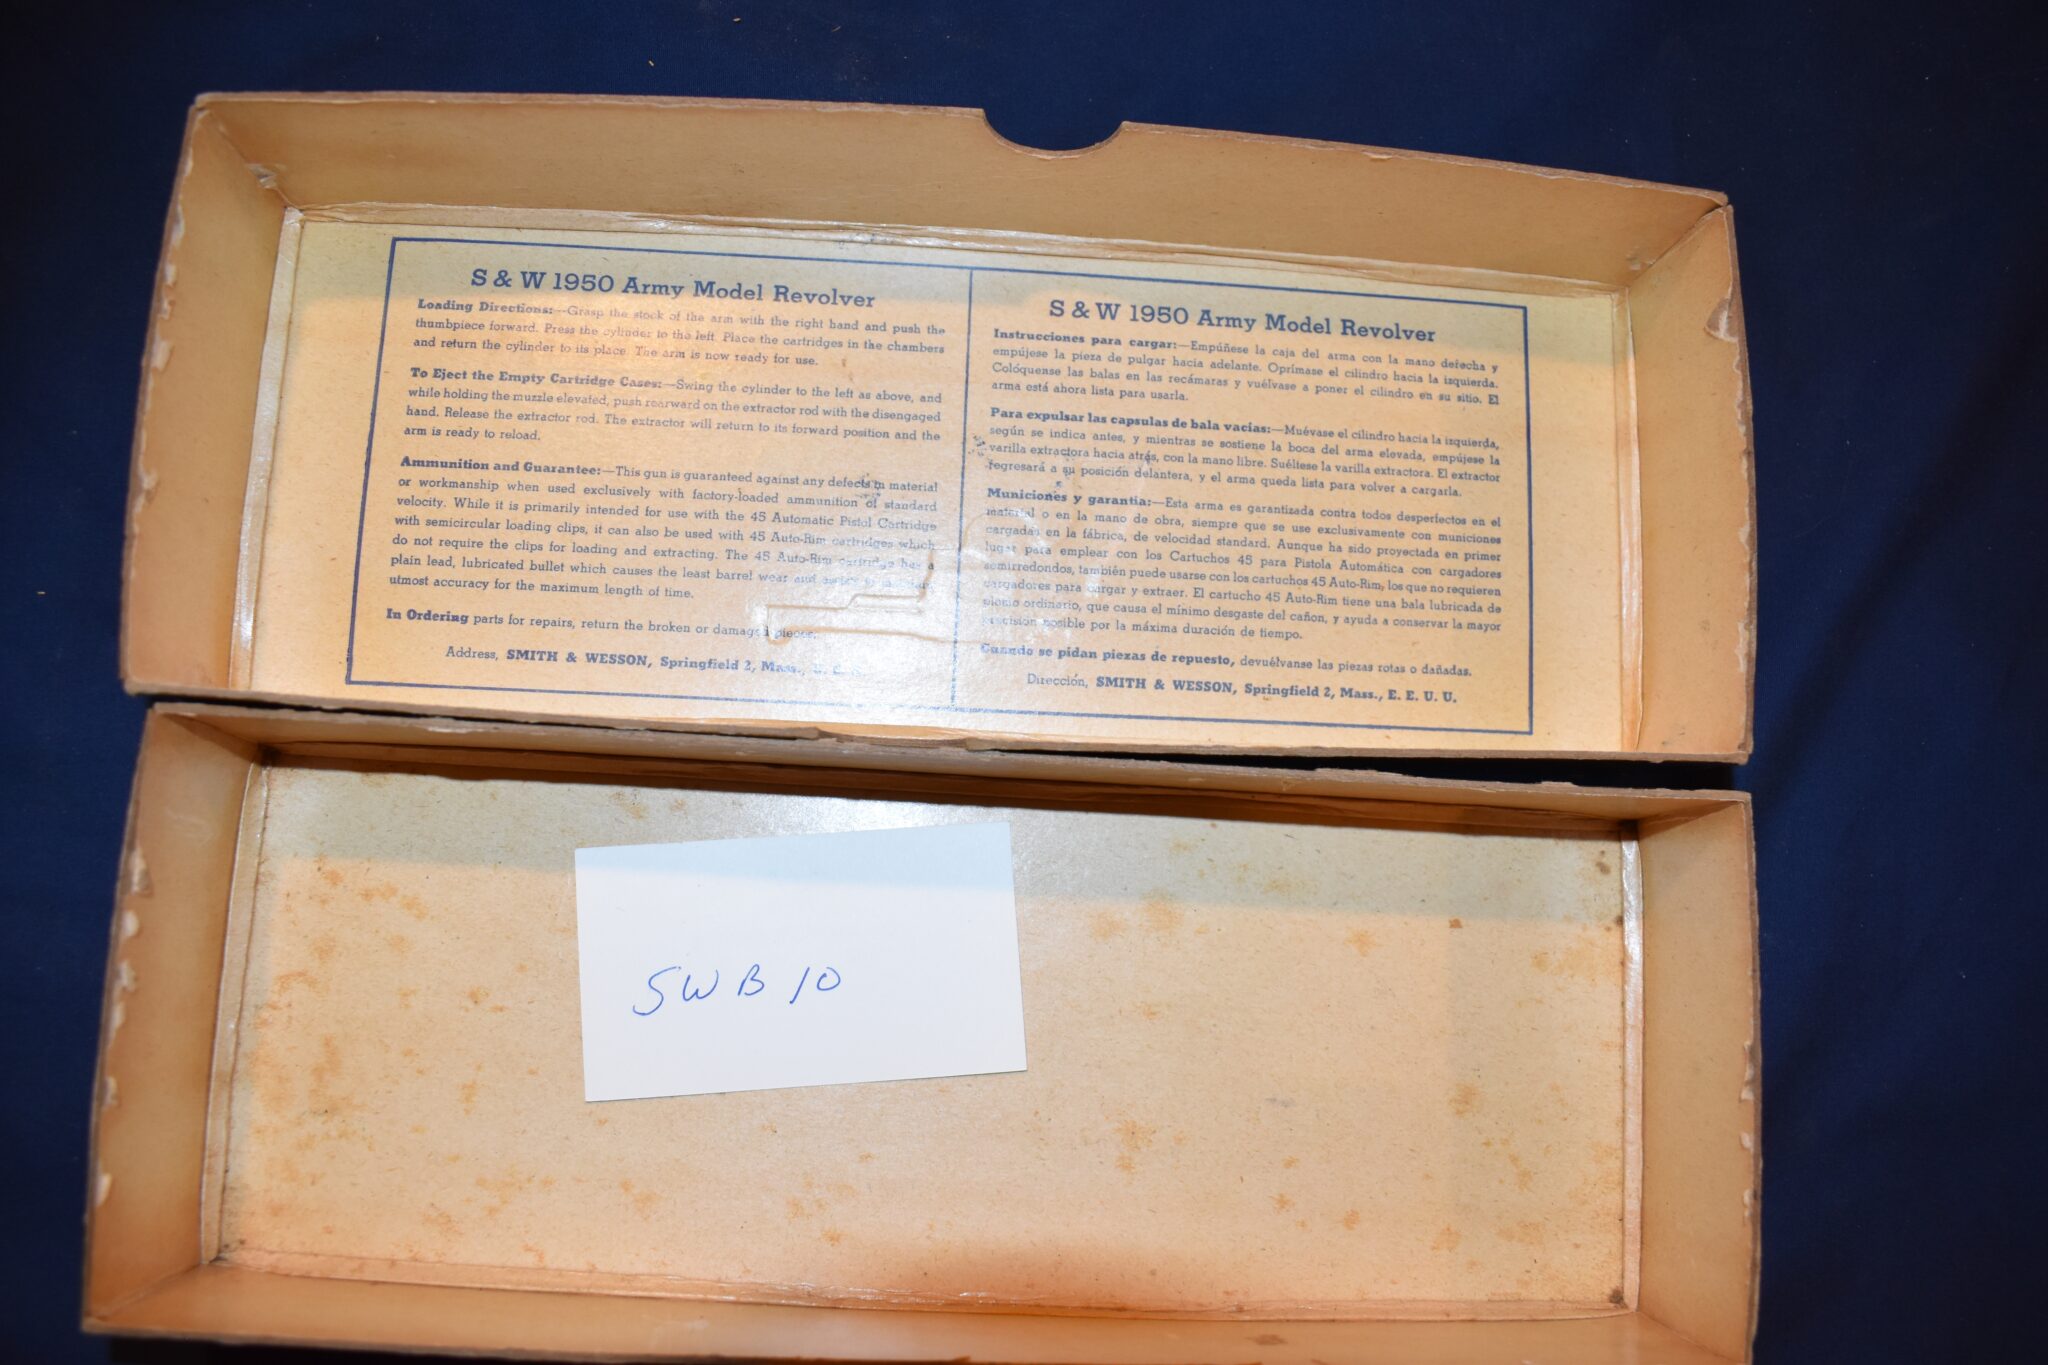 S & W 1950 Army Model Revolver
Loading Directions:—Grasp the stock of the arm with the right hand and push the
thumbpiece forward. Press the cylinder to the left. Place the cartridges in the chambers
and return the cylinder to its place. The arm is now ready for use.
To Eject the Empty Cartridge Cases:—Swing the cylinder to the left as above, and
while holding the muzzle elevated, push rearward on the extractor rod with the disengaged
hand. Release the extractor rod. The extractor will return to its forward position and the
arm is ready to reload.
Ammunition and Guarantee:—This gun is guaranteed against any defects in material
or workmanship when used exclusively with factory-loaded ammunition of standard
velocity. While it is primarily intended for use with the 45 Automatic Pistol Cartridge
with semicircular loading clips, it can also be used with 45 Auto-Rim cartridges which
do not require the clips for loading and extracting. The 45 Auto-Rim cartridge has a
plain lead, lubricated bullet which causes the least barrel wear and
utmost accuracy for the maximum length of time.
In Ordering parts for repairs, return the broken or damaged pieces.
Address, SMITH & WESSON, Springfield 2, Mass.,
S & W 1950 Army Model Revolver
Instrucciones para cargar:—Empúñese la caja del arma con la mano derecha y
empújese la pieza de pulgar hacia adelante. Oprímase el cilindro hacia la izquierda.
Colóquense las balas en las recámaras y vuélvase a poner el cilindro en su sitio. El
arma está ahora lista para usarla.
Para expulsar las capsulas de bala vacias:—Muévase el cilindro hacia la izquierda,
según se indica antes, y mientras se sostiene la boca del arma elevada, empújese la
varilla extractora hacia atrás, con la mano libre. Suéltese la varilla extractora. El extractor
regresará a su posición delantera, y el arma queda lista para volver a cargarla.
Municiones y garantia:—Esta arma es garantizada contra todos desperfectos en el
material o en la mano de obra, siempre que se use exclusivamente con municiones
cargadas en la fábrica, de velocidad standard. Aunque ha sido proyectada en primer
lugar para emplear con los Cartuchos 45 para Pistola Automática con cargadores
semirredondos, también puede usarse con los cartuchos 45 Auto-Rim, los que no requieren
cargadores para cargar y extraer. El cartucho 45 Auto-Rim tiene una bala lubricada de
plomo ordinario, que causa el mínimo desgaste del cañon, y ayuda a conservar la mayor
precisión posible por la máxima duración de tiempo.
Cuando se pidan piezas de repuesto, devuélvanse las piezas rotas o dañadas.
Dirección, SMITH & WESSON, Springfield 2, Mass., E. E. U. U.
SWB 10